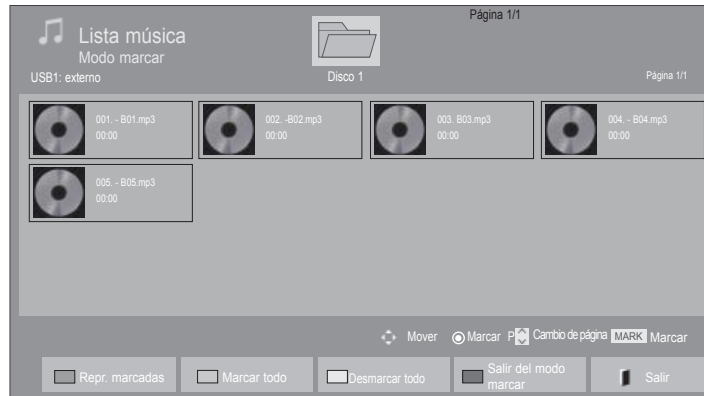 Página 1/1
Lista música
Modo marcar
USB1: externo
Disco 1
Página 1/1
001. - B01.mp3
00:00
002. -B02.mp3
00:00
003. B03.mp3
00:00
004. - B04.mp3
00:00
005. - B05.mp3
00:00
Mover
Marcar
P
Cambio de página
MARK
Marcar
Repr. marcadas
Marcar todo
Desmarcar todo
Salir del modo
marcar
Salir